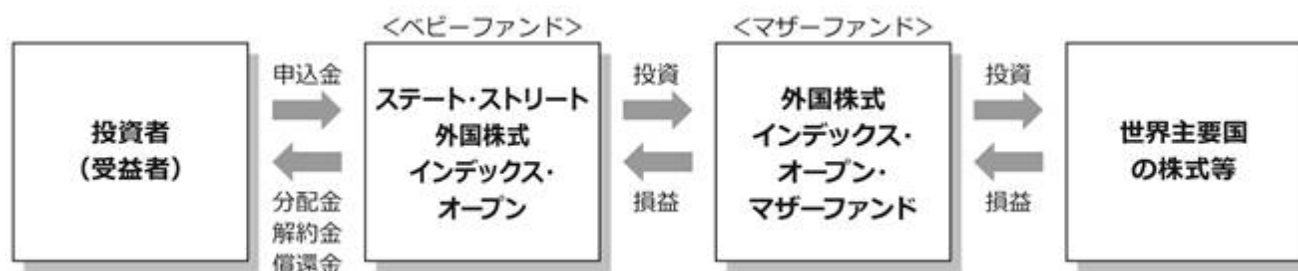 <ベビーファンド>
<マザーファンド>
投資者
(受益者)
申込金
分配金
解約金
償還金
ステート・ストリート
外国株式
インデックス・
オープン
投資
損益
外国株式
インデックス・
オープン・
マザーファンド
投資
損益
世界主要国
の株式等